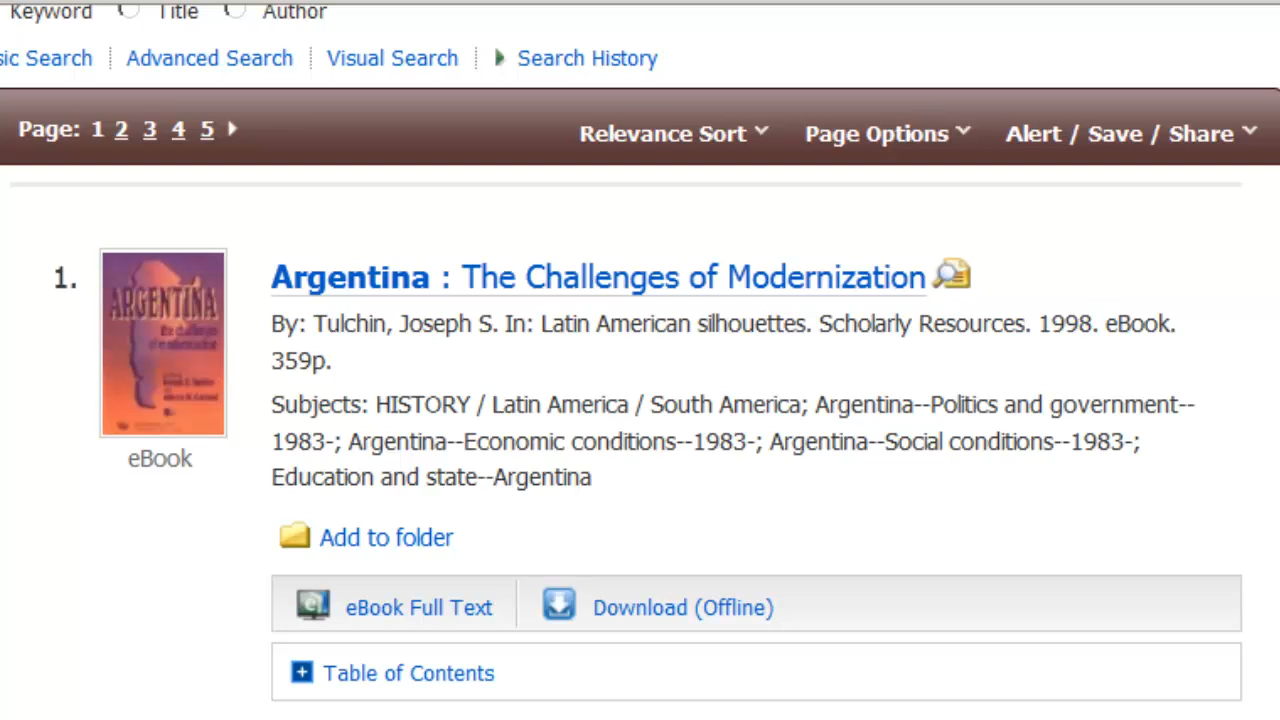 Keyword Title Author
sic Search Advanced Search Visual Search Search History
Page: 1 2 3 4 5 Relevance Sort Page Options Alert / Save / Share
1. Argentina : The Challenges of Modernization
ARGENTINA
the challenges
of modernization
By: Tulchin, Joseph S. In: Latin American silhouettes. Scholarly Resources. 1998. eBook.
359p.
Subjects: HISTORY / Latin America / South America; Argentina--Politics and government--
1983-; Argentina--Economic conditions--1983-; Argentina--Social conditions--1983-;
Education and state--Argentina
eBook
Add to folder
eBook Full Text Download (Offline)
Table of Contents